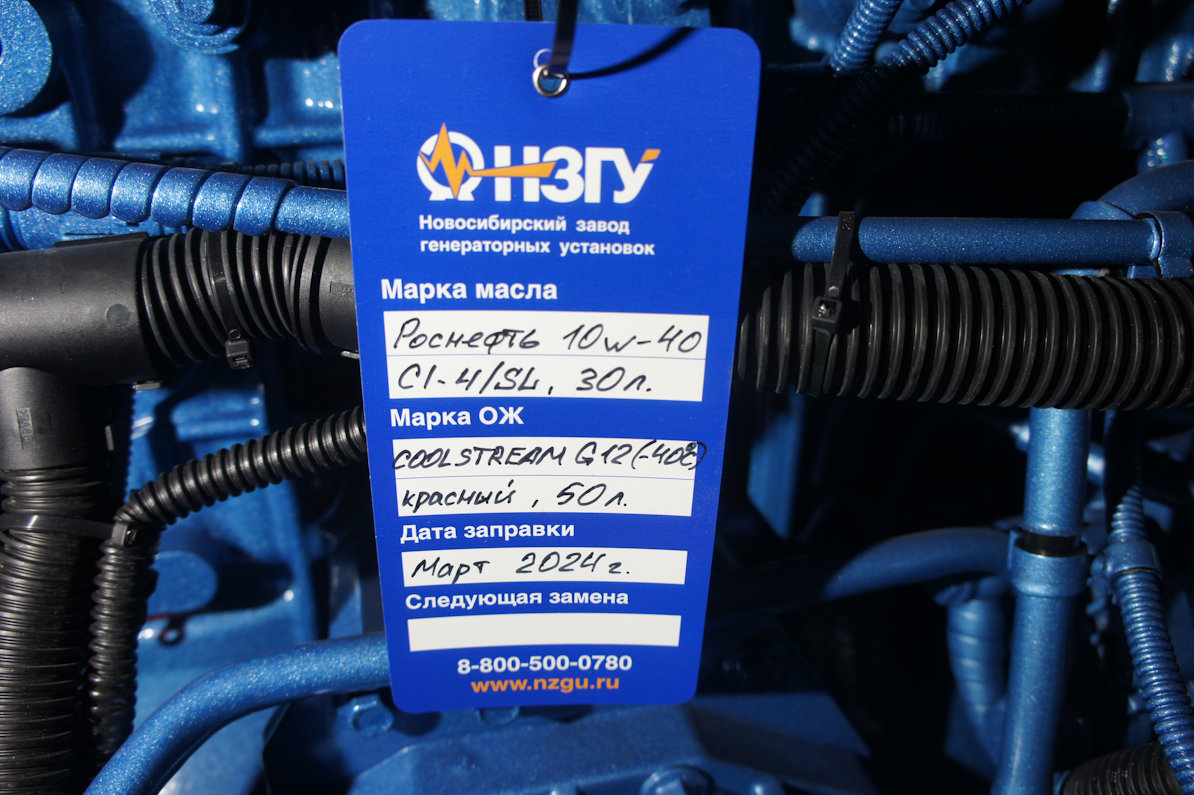 НЗГУ
Новосибирский завод
генераторных установок
Марка масла
Роснефть 10w-40
CI-4/SL, 30л.
Марка ОЖ
COOLSTREAM G12(-40°C)
красный, 50л.
Дата заправки
Март 2024г.
Следующая замена
8-800-500-0780
www.nzgu.ru